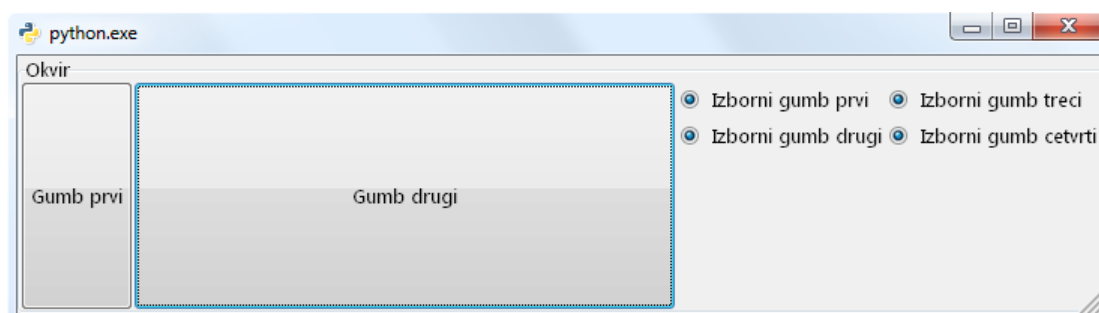 python.exe
Okvir
Gumb prvi
Gumb drugi
Izborni gumb prvi
Izborni gumb treci
Izborni gumb drugi
Izborni gumb cetvrti